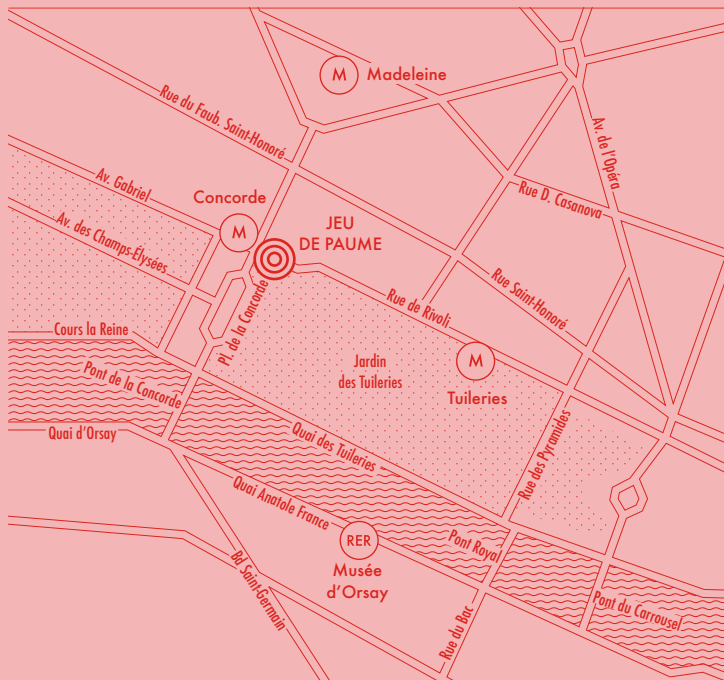 M Madeleine
Rue du Faub. Saint-Honoré
Av. de l'Opéra
Av. Gabriel
Rue D. Casanova
Concorde
M
JEU
DE PAUME
Av. des Champs-Élysées
Pl. de la Concorde
Rue de Rivoli
Rue Saint-Honoré
Cours la Reine
Jardin
des Tuileries
M
Tuileries
Pont de la Concorde
Quai d'Orsay
Quai des Tuileries
Rue des Pyramides
Quai Anatole France
RER
Musée
d'Orsay
Pont Royal
Bd Saint-Germain
Rue du Bac
Pont du Carrousel